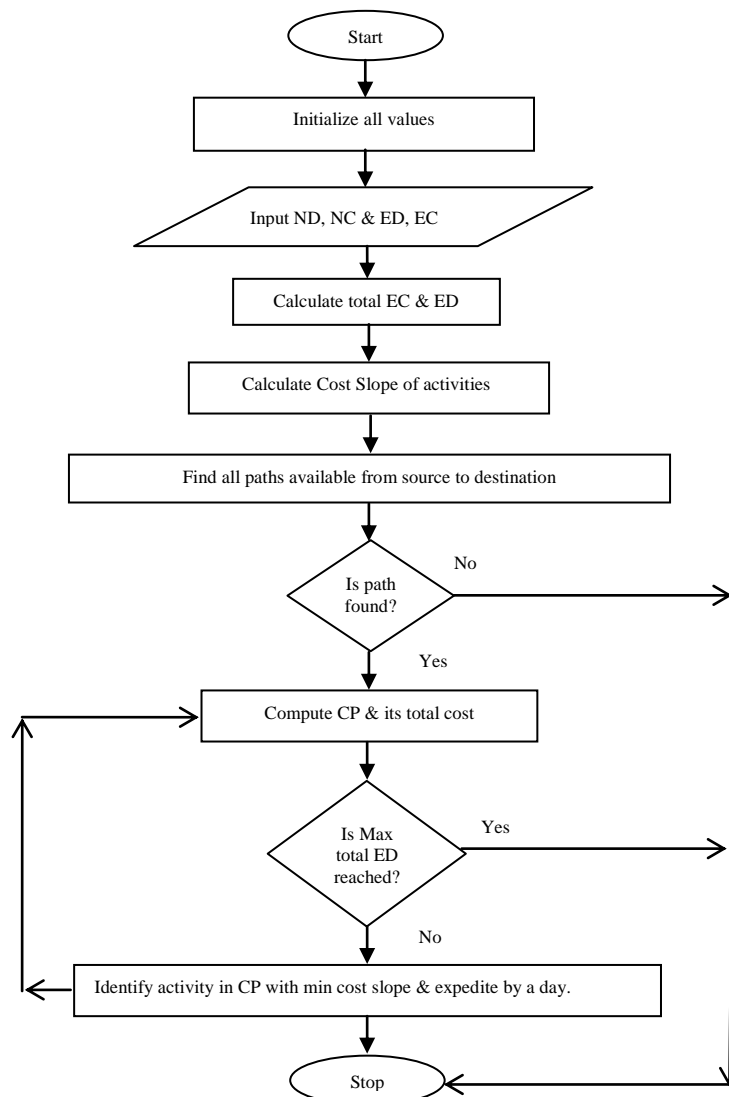 Start
Initialize all values
Input ND, NC & ED, EC
Calculate total EC & ED
Calculate Cost Slope of activities
Find all paths available from source to destination
No
Is path
found?
Yes
Compute CP & its total cost
Yes
Is Max
total ED
reached?
No
Identify activity in CP with min cost slope & expedite by a day.
Stop